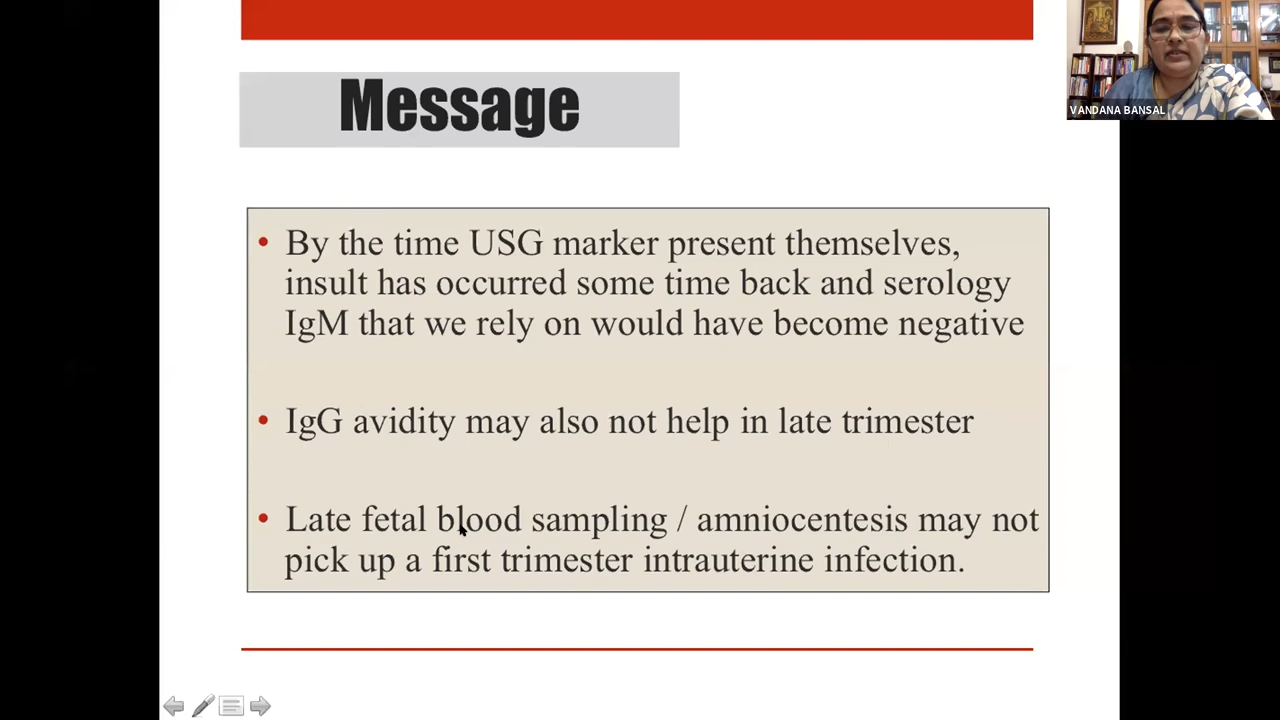 Message
VANDANA BANSAL
• By the time USG marker present themselves,
insult has occurred some time back and serology
IgM that we rely on would have become negative
• IgG avidity may also not help in late trimester
• Late fetal blood sampling / amniocentesis may not
pick up a first trimester intrauterine infection.